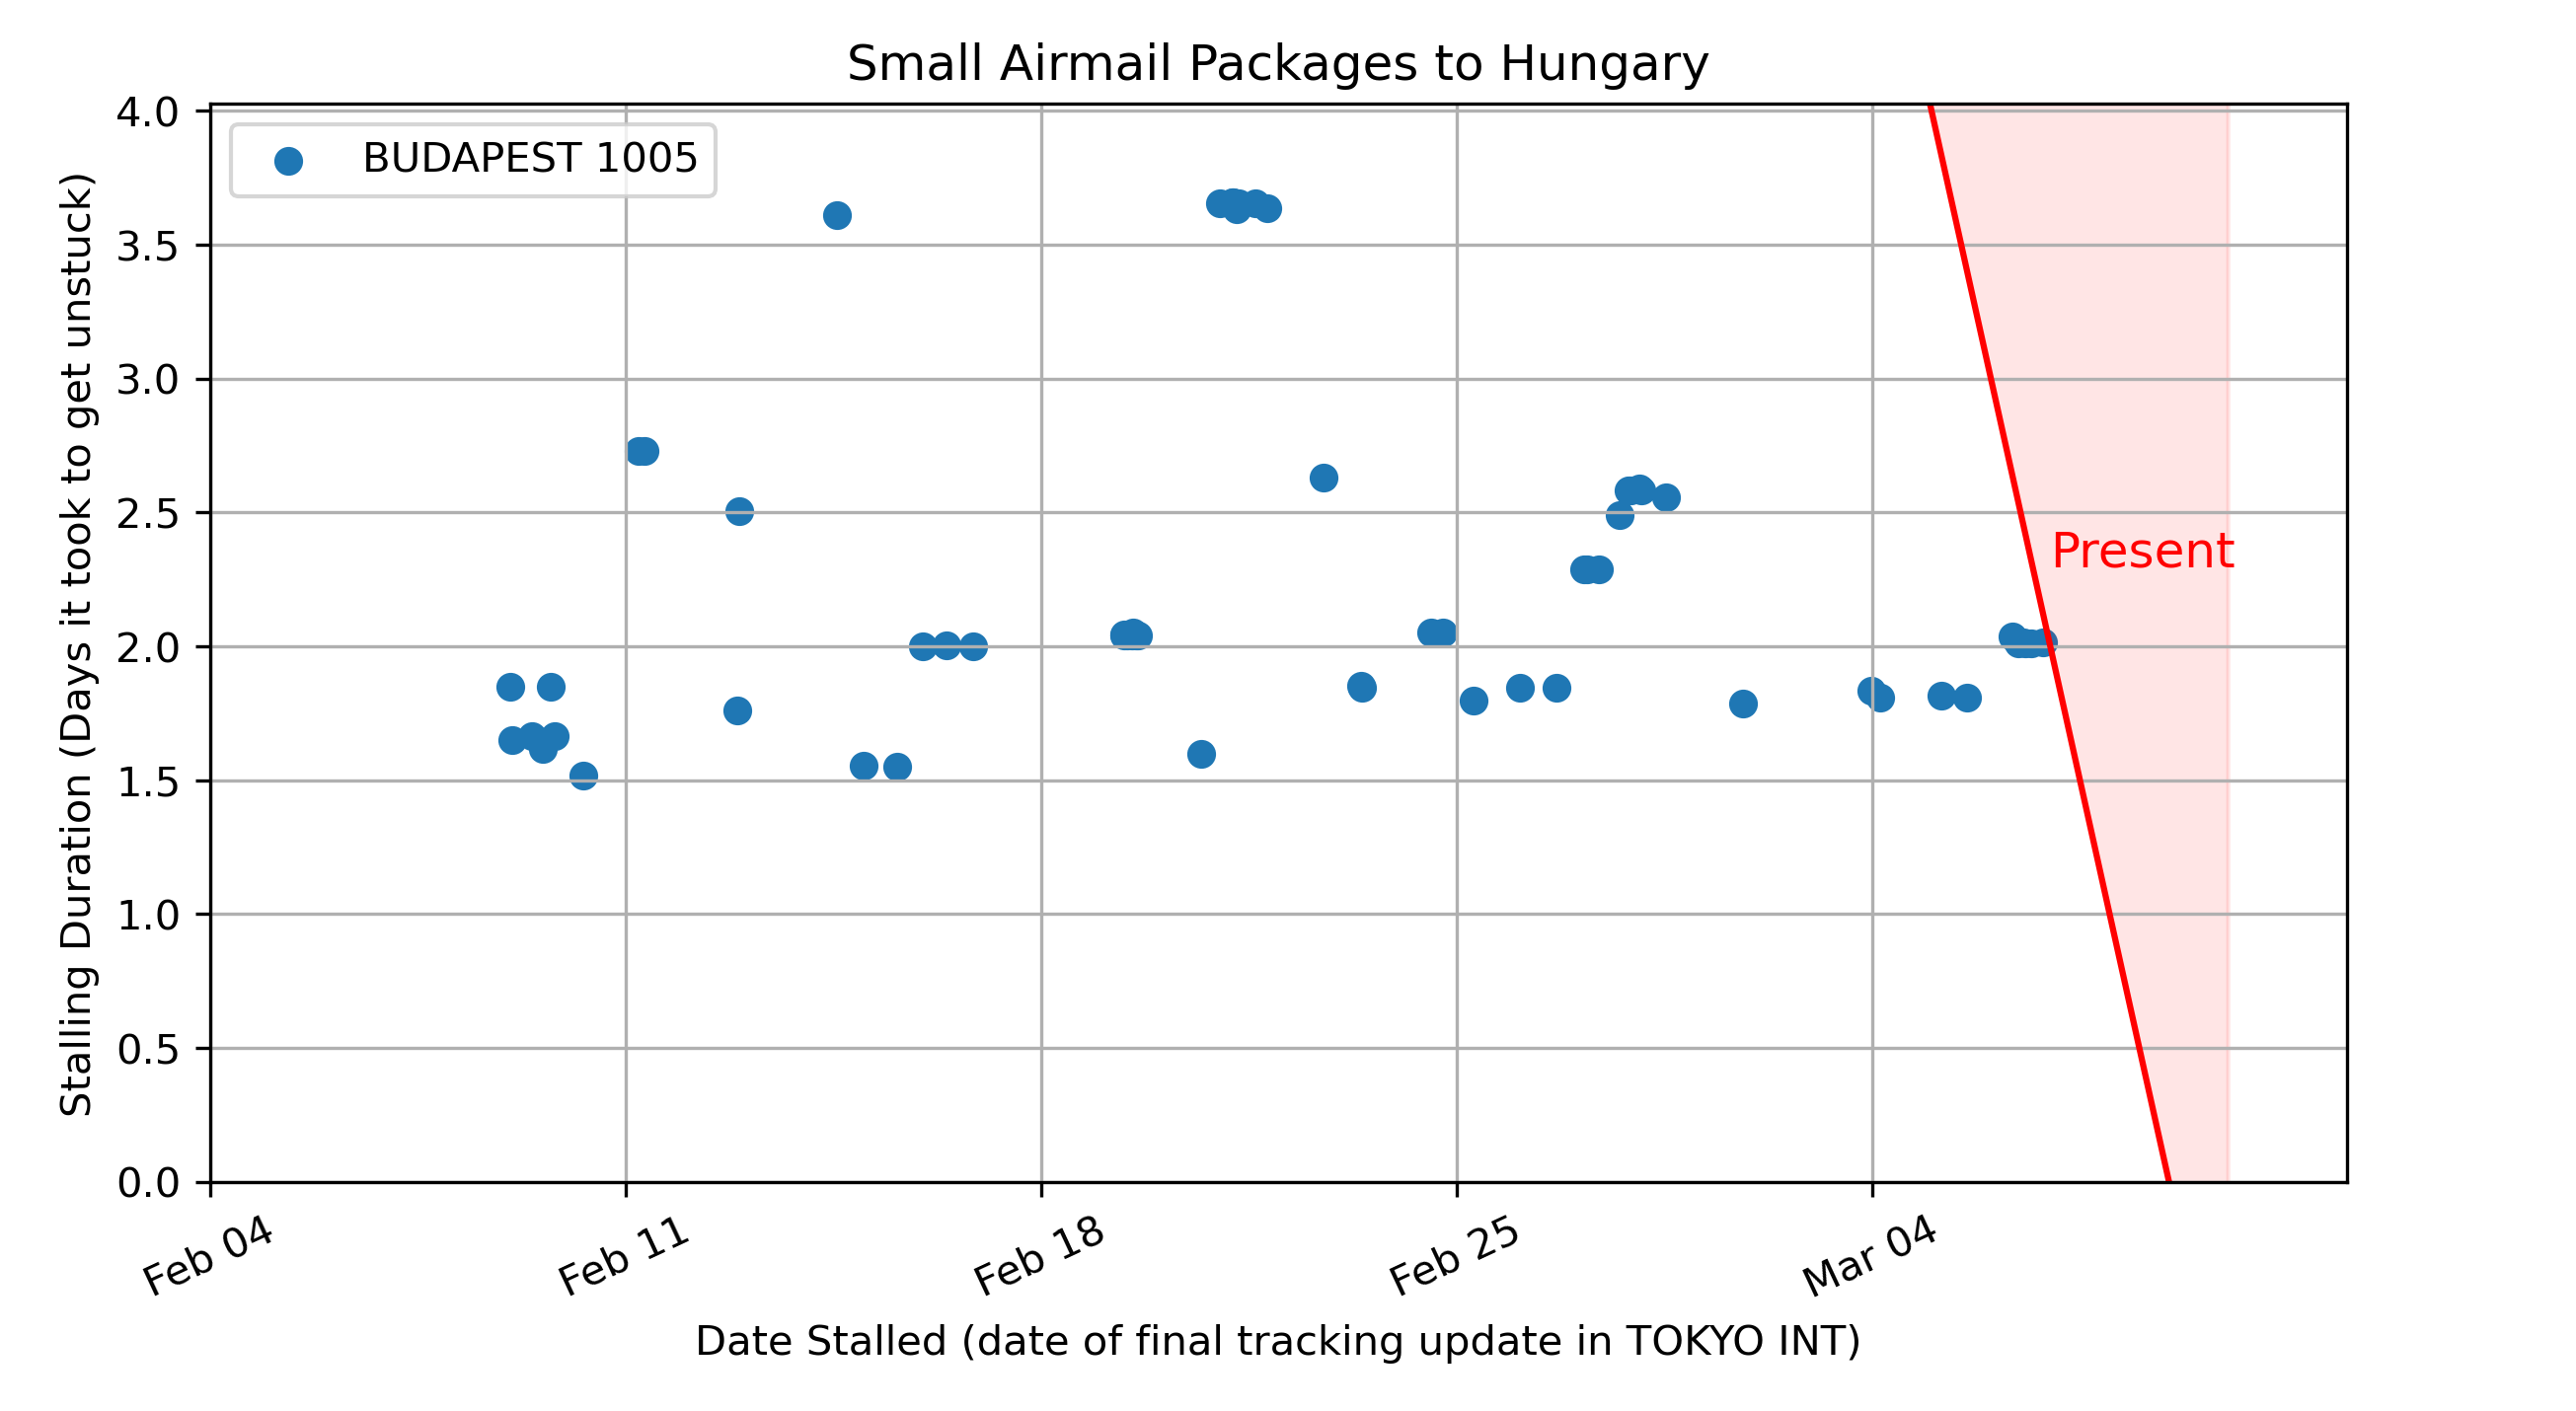 Small Airmail Packages to Hungary
BUDAPEST 1005
Stalling Duration (Days it took to get unstuck)
4.0
3.5
3.0
2.5
2.0
1.5
1.0
0.5
0.0
Present
Feb 04
Feb 11
Feb 18
Feb 25
Mar 04
Date Stalled (date of final tracking update in TOKYO INT)